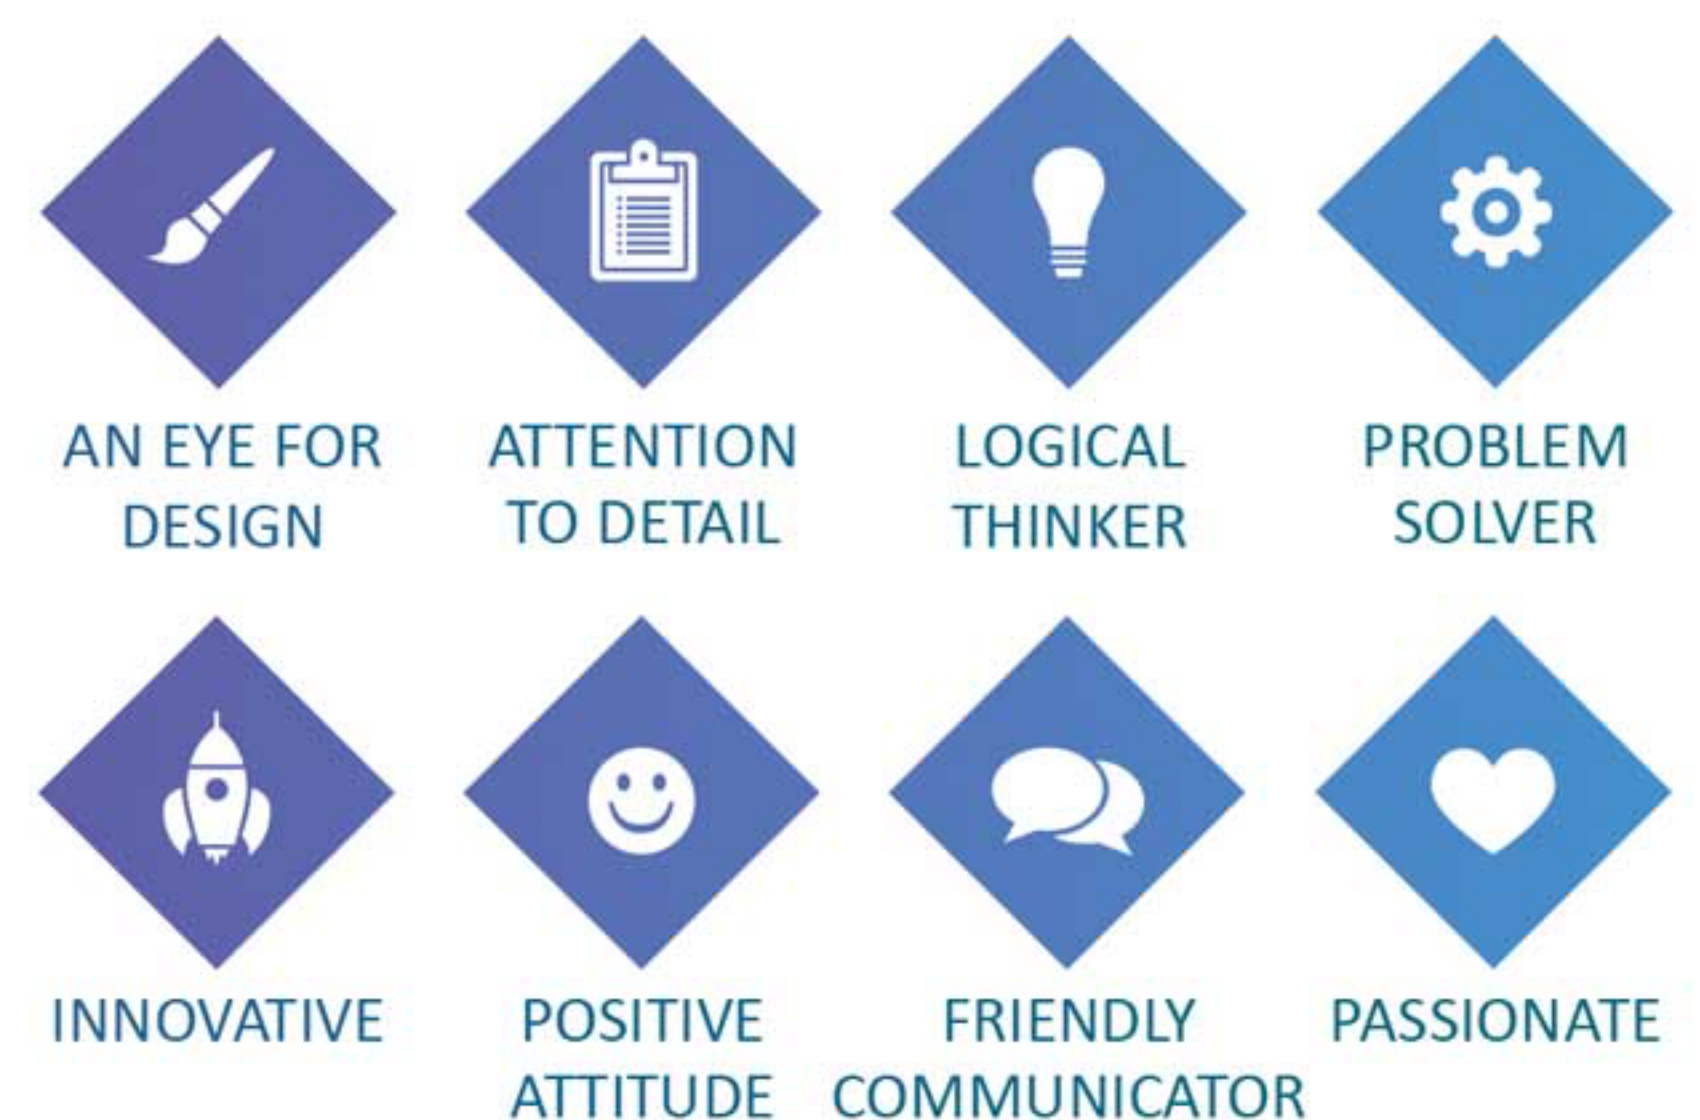 AN EYE FOR
DESIGN
ATTENTION
TO DETAIL
LOGICAL
THINKER
PROBLEM
SOLVER
INNOVATIVE
POSITIVE
ATTITUDE
FRIENDLY
COMMUNICATOR
PASSIONATE